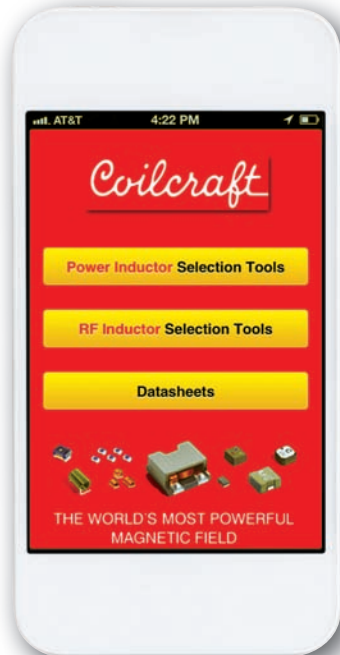 AT&T 4:22 PM
Coilcraft
Power Inductor Selection Tools
RF Inductor Selection Tools
Datasheets
THE WORLD'S MOST POWERFUL
MAGNETIC FIELD